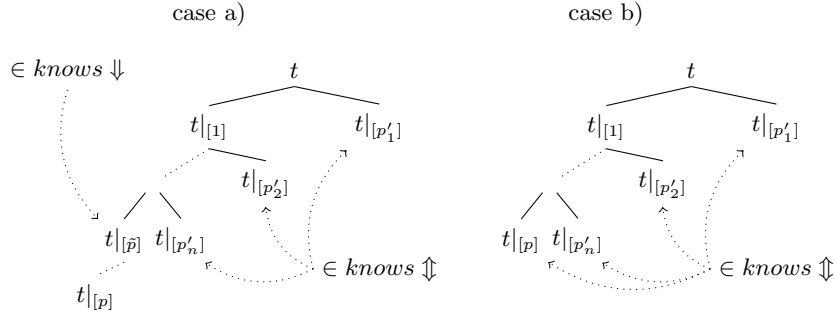 case a)
case b)
∈ knows ⇓
t
t
t|[1]
t|[p′1]
t|[1]
t|[p′1]
t|[p′2]
t|[p′2]
t|[p̃]
t|[p′n]
t|[p]
t|[p′n]
∈ knows ⇕
∈ knows ⇕
t|[p]